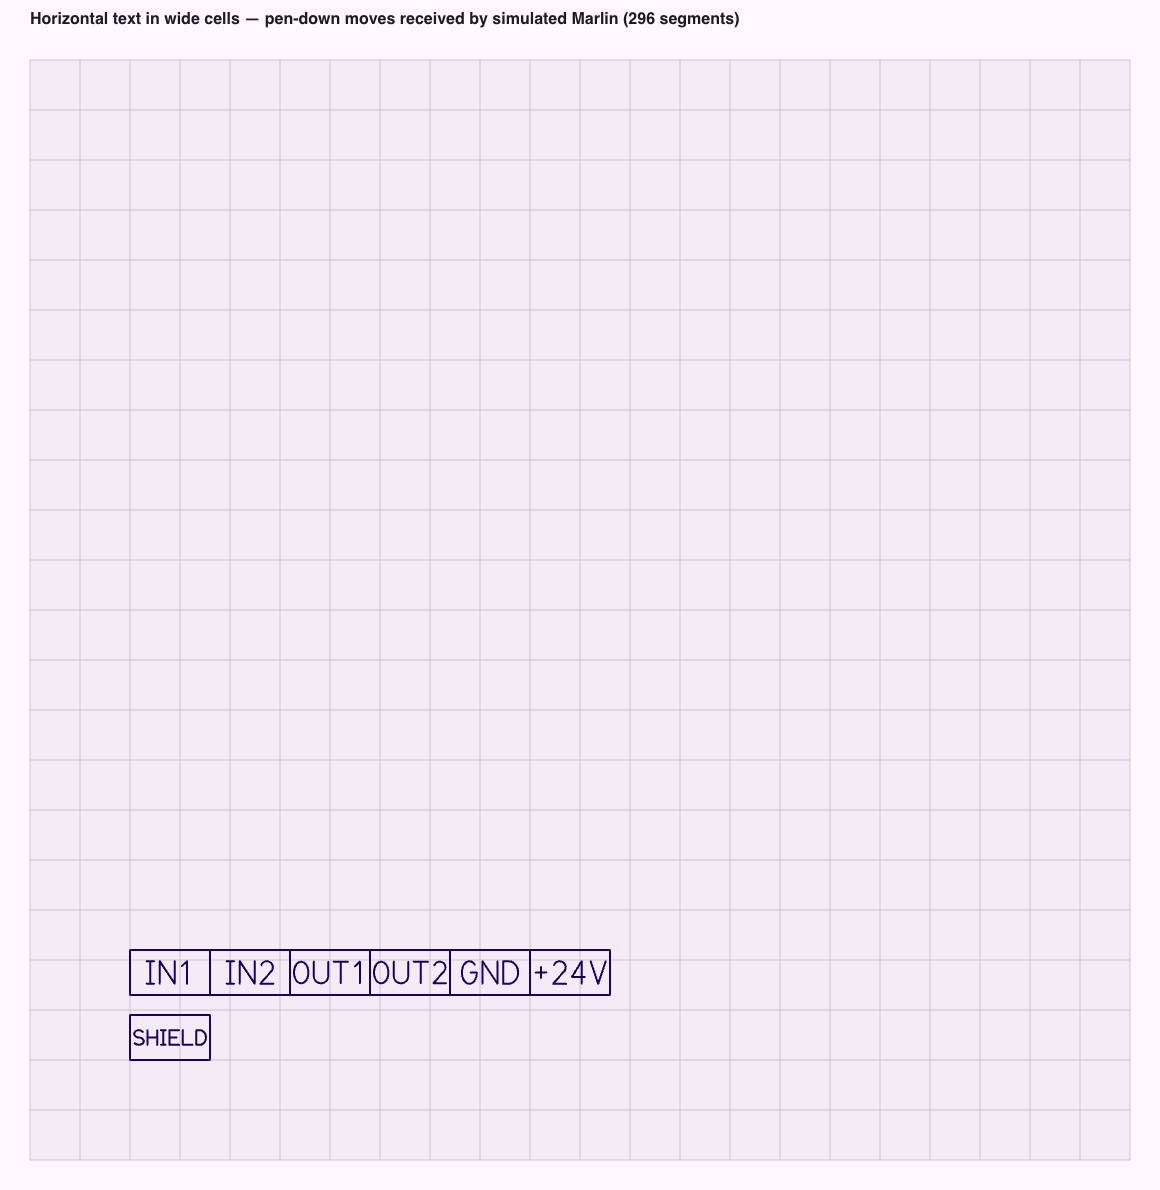 Horizontal text in wide cells — pen-down moves received by simulated Marlin (296 segments)
IN1 IN2 OUT1 OUT2 GND +24V
SHIELD